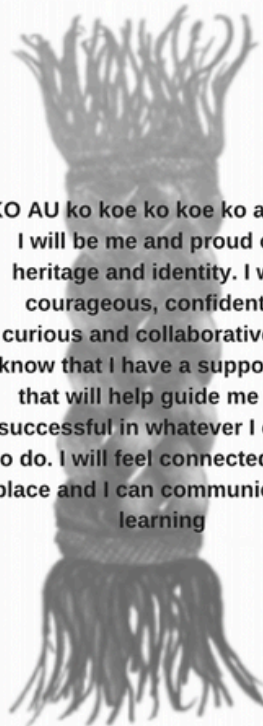 KO AU ko koe ko koe ko a
I will be me and proud
heritage and identity. I
courageous, confident
curious and collaborative
know that I have a suppo
that will help guide me
successful in whatever I
o do. I will feel connected
place and I can communi
learning